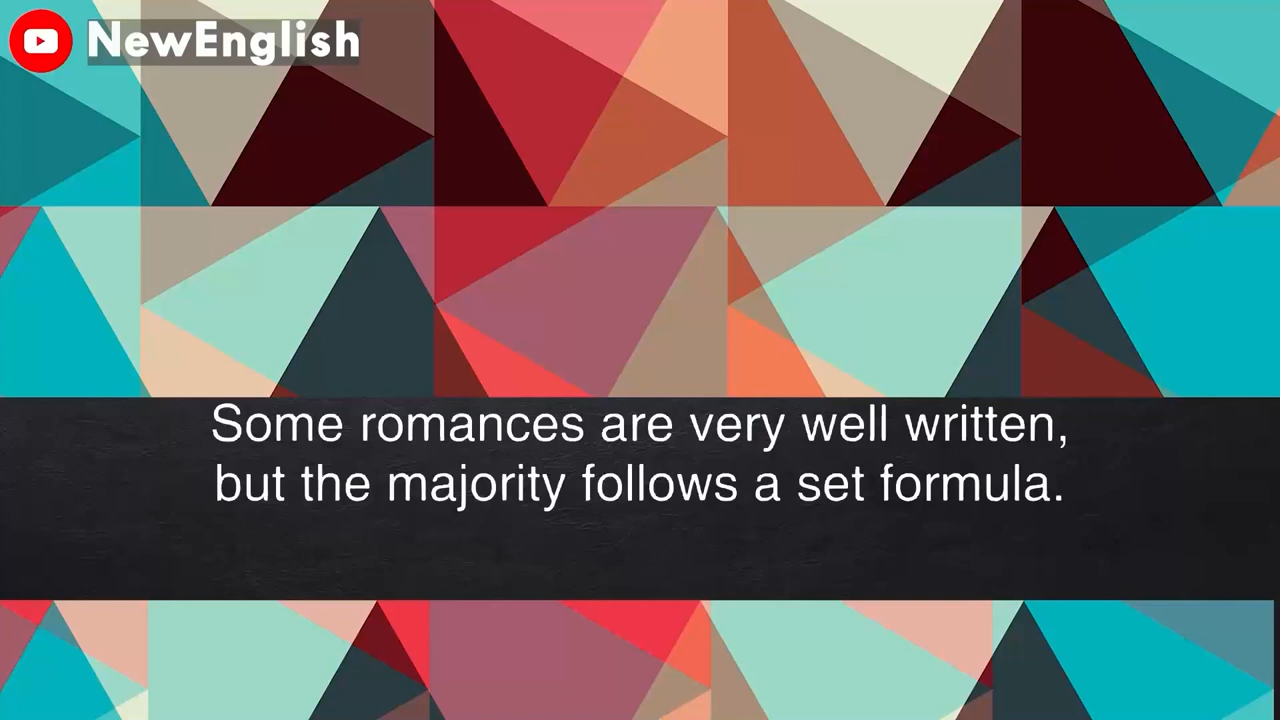 NewEnglish
Some romances are very well written,
but the majority follows a set formula.